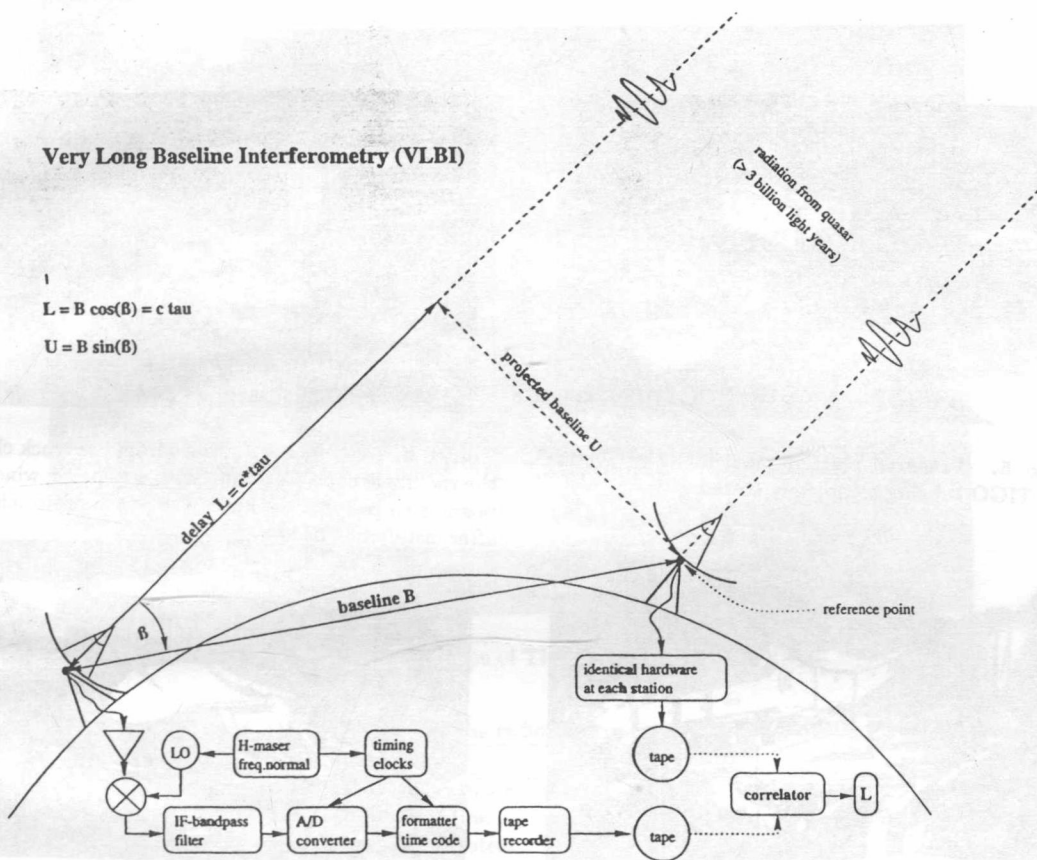 Very Long Baseline Interferometry (VLBI)
radiation from quasar
(> 3 billion light years)
L = B cos(ß) = c tau
U = B sin(ß)
projected baseline U
delay L = c*tau
baseline B
ß
reference point
identical hardware
at each station
LO
H-maser
freq.normal
timing
clocks
tape
correlator
L
IF-bandpass
filter
A/D
converter
formatter
time code
tape
recorder
tape